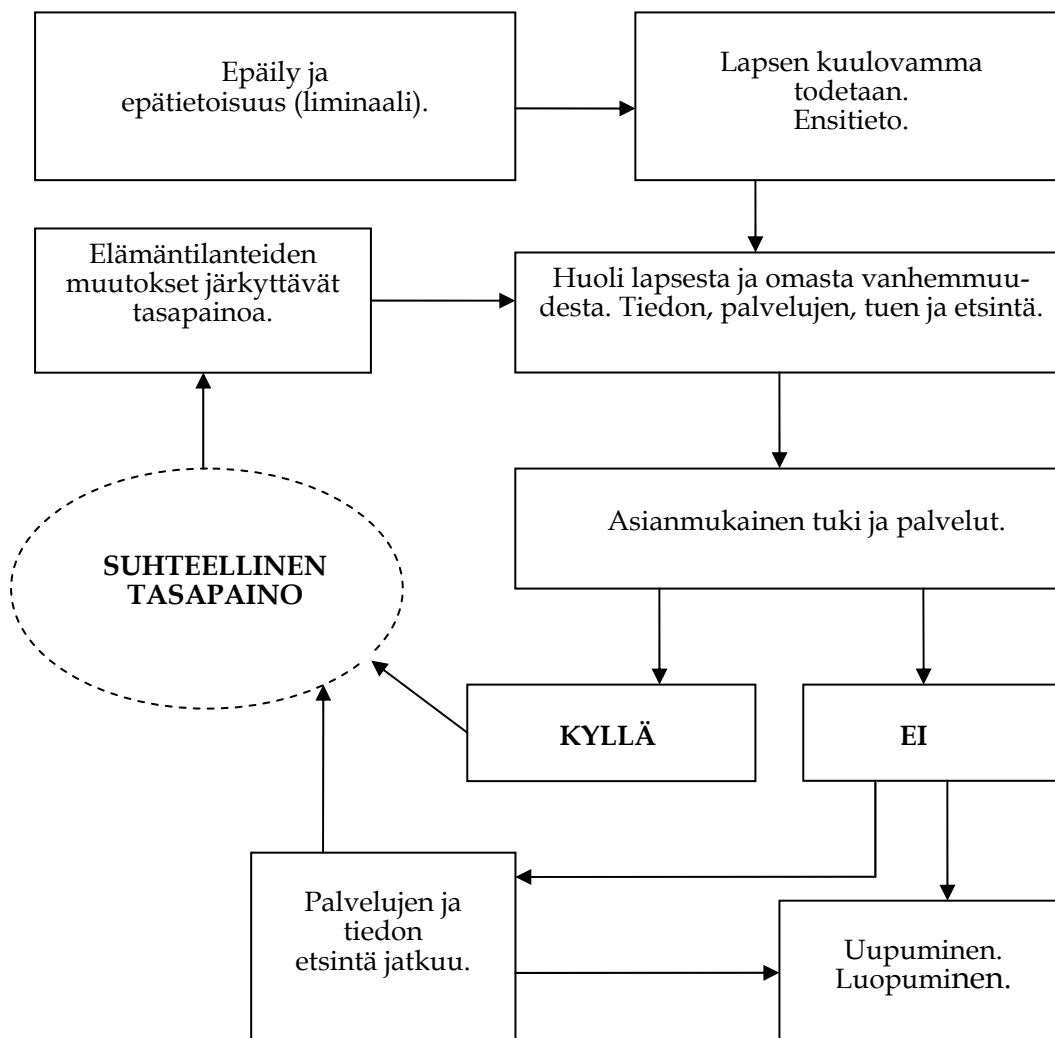 Epäily ja
epätietoisuus (liminaali).
Lapsen kuulovamma
todetaan.
Ensitieto.
Elämäntilanteiden
muutokset järkyttävät
tasapainoa.
Huoli lapsesta ja omasta vanhemmuu-
desta. Tiedon, palvelujen, tuen ja etsintä.
Asianmukainen tuki ja palvelut.
SUHTEELLINEN
TASAPAINO
KYLLÄ
EI
Palvelujen ja
tiedon
etsintä jatkuu.
Uupuminen.
Luopuminen.